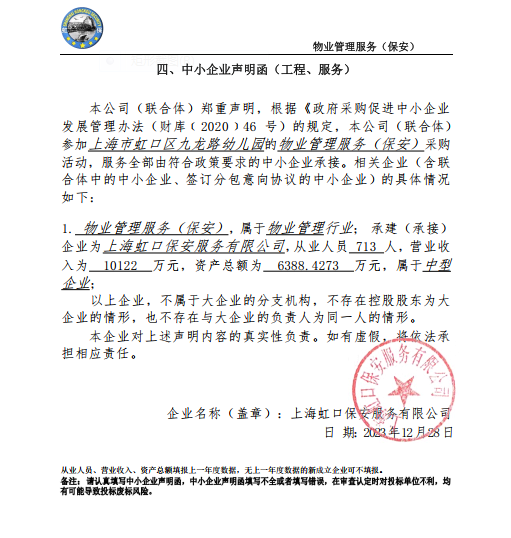 物业管理服务（保安）
四、中小企业声明函（工程、服务）
本公司（联合体）郑重声明，根据《政府采购促进中小企业
发展管理办法（财库﹝2020﹞46 号）的规定，本公司（联合体）
参加上海市虹口区九龙路幼儿园的物业管理服务（保安）采购
活动，服务全部由符合政策要求的中小企业承接。相关企业（含联
合体中的中小企业、签订分包意向协议的中小企业）的具体情况
如下：
1. 物业管理服务（保安），属于物业管理行业； 承建（承接）
企业为上海虹口保安服务有限公司，从业人员 713 人，营业收
入为 10122 万元，资产总额为 6388.4273 万元，属于中型
企业；
以上企业，不属于大企业的分支机构，不存在控股股东为大
企业的情形，也不存在与大企业的负责人为同一人的情形。
本企业对上述声明内容的真实性负责。如有虚假，将依法承
担相应责任。
虹口保安服务有限公司
企业名称（盖章）：上海虹口保安服务有限公司
日 期：2023年12月28日
从业人员、营业收入、资产总额填报上一年度数据，无上一年度数据的新成立企业可不填报。
备注： 请认真填写中小企业声明函，中小企业声明函填写不全或者填写错误，在审查认定时对投标单位不利，均
有可能导致投标废标风险。